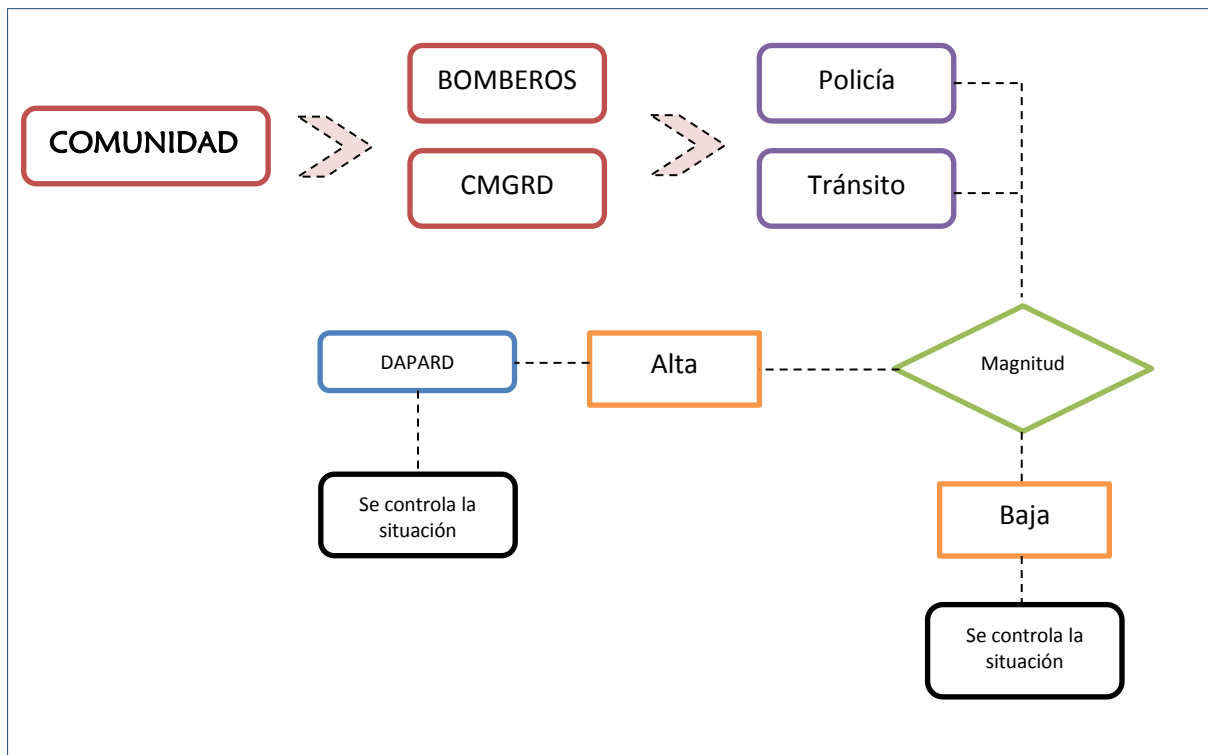 COMUNIDAD
BOMBEROS
CMGRD
Policía
Tránsito
Magnitud
Alta
DAPARD
Se controla la
situación
Baja
Se controla la
situación